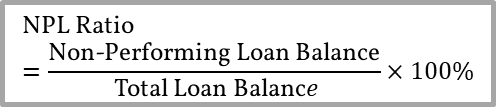 NPL Ratio
= Non-Performing Loan Balance / Total Loan Balance × 100%